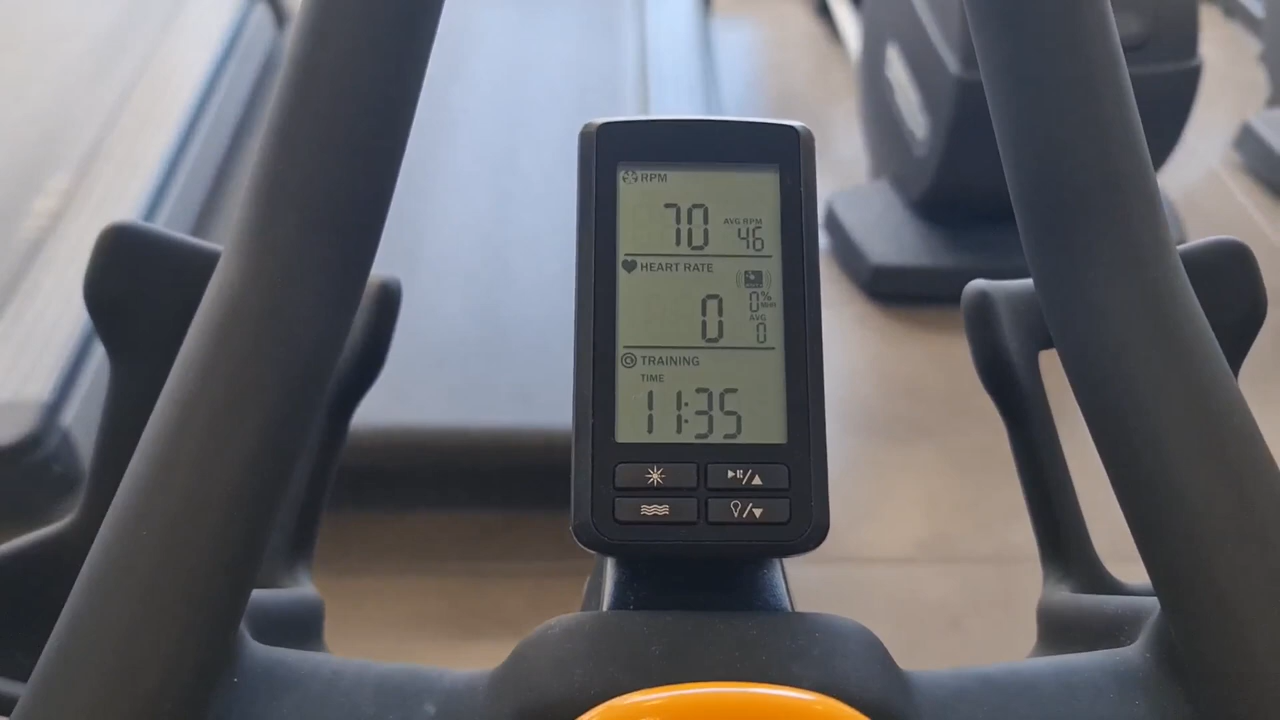 RPM
70
AVG RPM
46
HEART RATE
0
0%
AVG
0
TRAINING
TIME
11:35